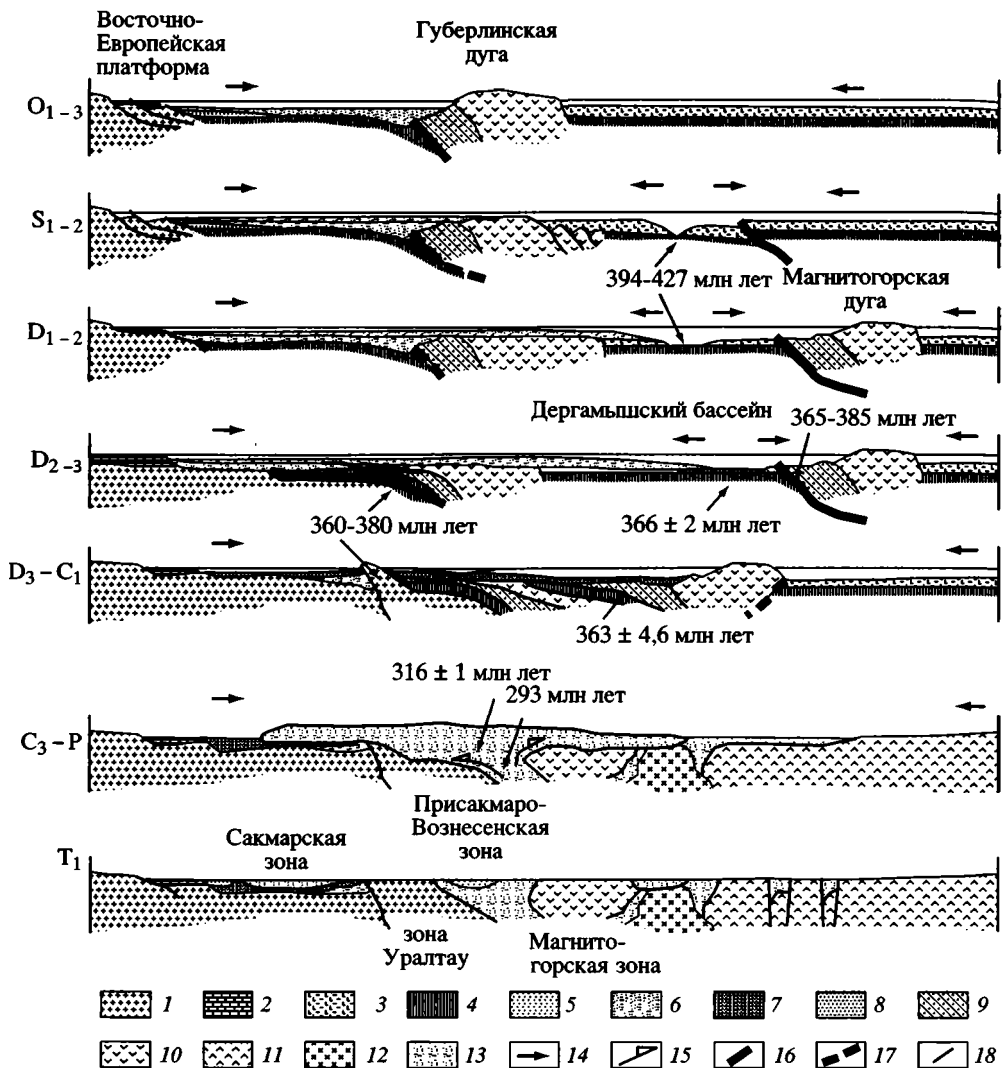 Восточно-
Европейская
платформа
Губерлинская
дуга
O1–3
S1–2
394-427 млн лет
Магнитогорская
дуга
D1–2
Дергамышский бассейн
365-385 млн лет
D2–3
360-380 млн лет
366 ± 2 млн лет
D3 – C1
363 ± 4,6 млн лет
316 ± 1 млн лет
293 млн лет
C3 – P
Присакмаро-
Вознесенская
зона
Сакмарская
зона
T1
зона
Уралтау
Магнито-
горская зона
1 2 3 4 5 6 7 8 9
10 11 12 13 14 15 16 17 18